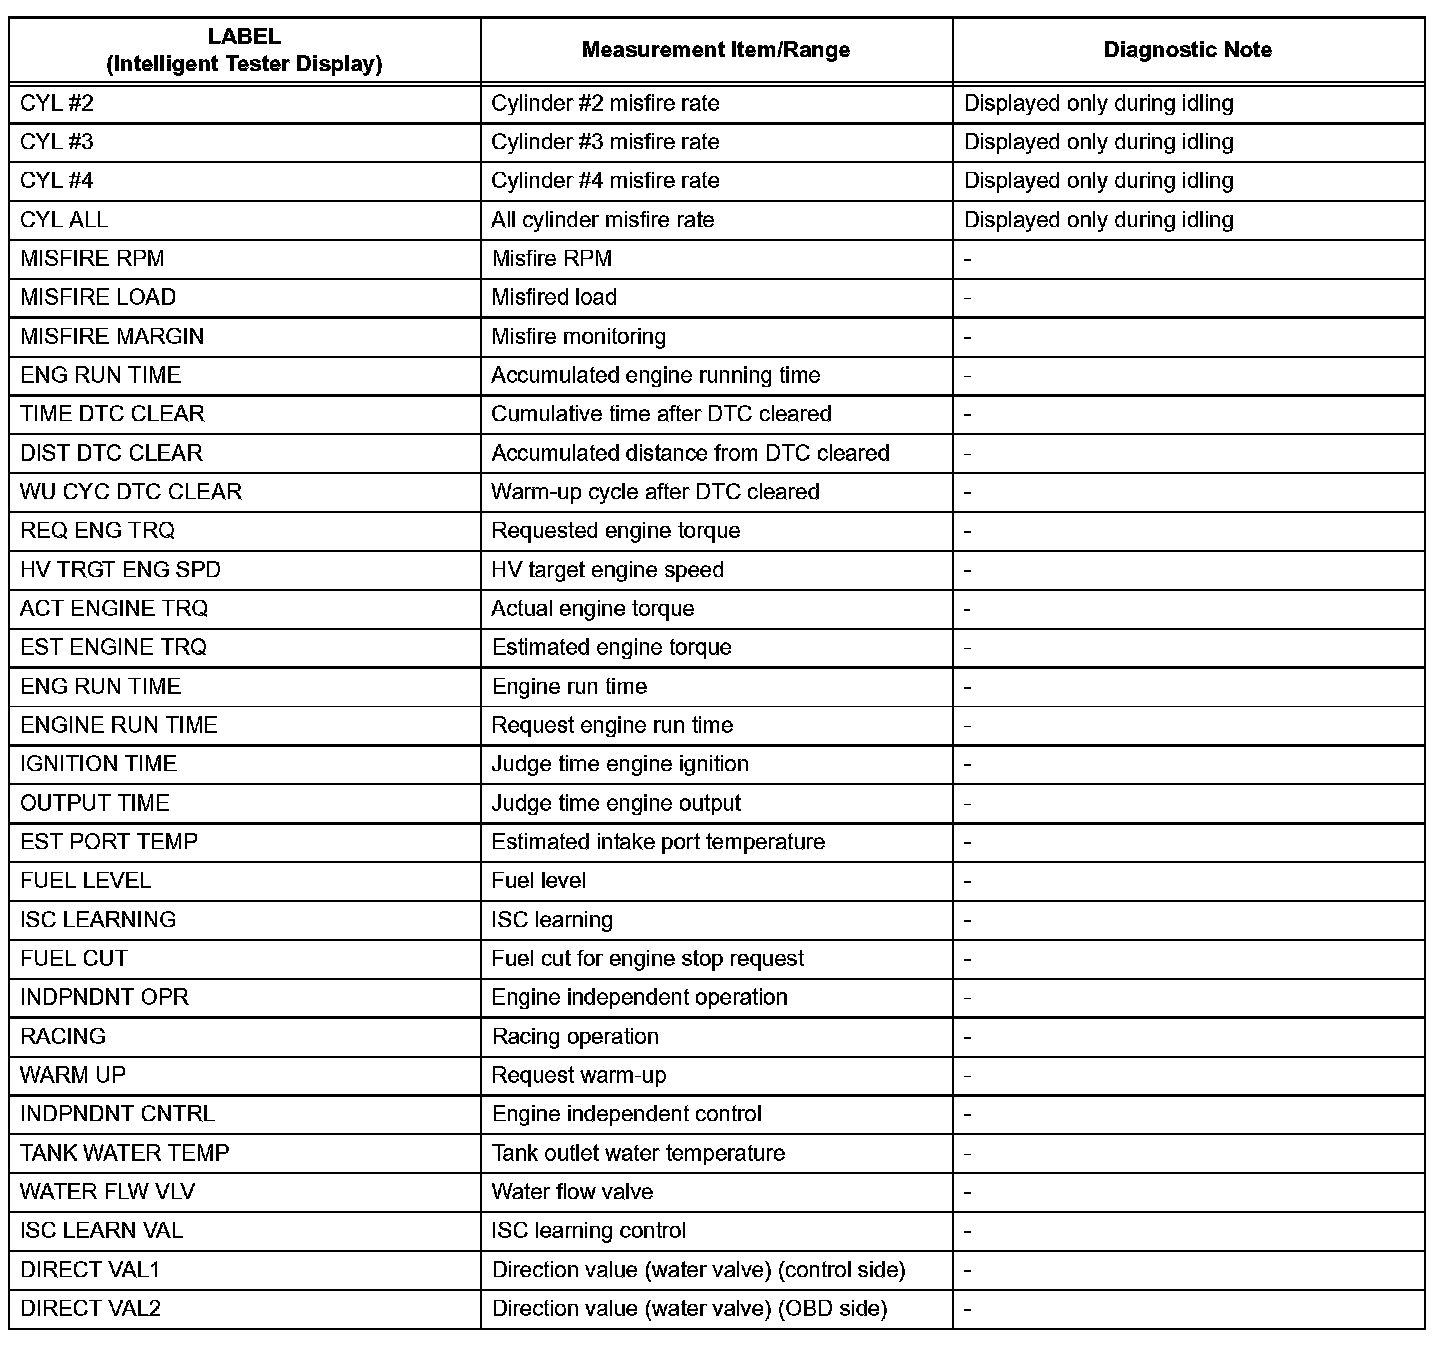 LABEL
(Intelligent Tester Display) Measurement Item/Range Diagnostic Note
CYL #2 Cylinder #2 misfire rate Displayed only during idling
CYL #3 Cylinder #3 misfire rate Displayed only during idling
CYL #4 Cylinder #4 misfire rate Displayed only during idling
CYL ALL All cylinder misfire rate Displayed only during idling
MISFIRE RPM Misfire RPM -
MISFIRE LOAD Misfired load -
MISFIRE MARGIN Misfire monitoring -
ENG RUN TIME Accumulated engine running time -
TIME DTC CLEAR Cumulative time after DTC cleared -
DIST DTC CLEAR Accumulated distance from DTC cleared -
WU CYC DTC CLEAR Warm-up cycle after DTC cleared -
REQ ENG TRQ Requested engine torque -
HV TRGT ENG SPD HV target engine speed -
ACT ENGINE TRQ Actual engine torque -
EST ENGINE TRQ Estimated engine torque -
ENG RUN TIME Engine run time -
ENGINE RUN TIME Request engine run time -
IGNITION TIME Judge time engine ignition -
OUTPUT TIME Judge time engine output -
EST PORT TEMP Estimated intake port temperature -
FUEL LEVEL Fuel level -
ISC LEARNING ISC learning -
FUEL CUT Fuel cut for engine stop request -
INDPNDNT OPR Engine independent operation -
RACING Racing operation -
WARM UP Request warm-up -
INDPNDNT CNTRL Engine independent control -
TANK WATER TEMP Tank outlet water temperature -
WATER FLW VLV Water flow valve -
ISC LEARN VAL ISC learning control -
DIRECT VAL1 Direction value (water valve) (control side) -
DIRECT VAL2 Direction value (water valve) (OBD side) -